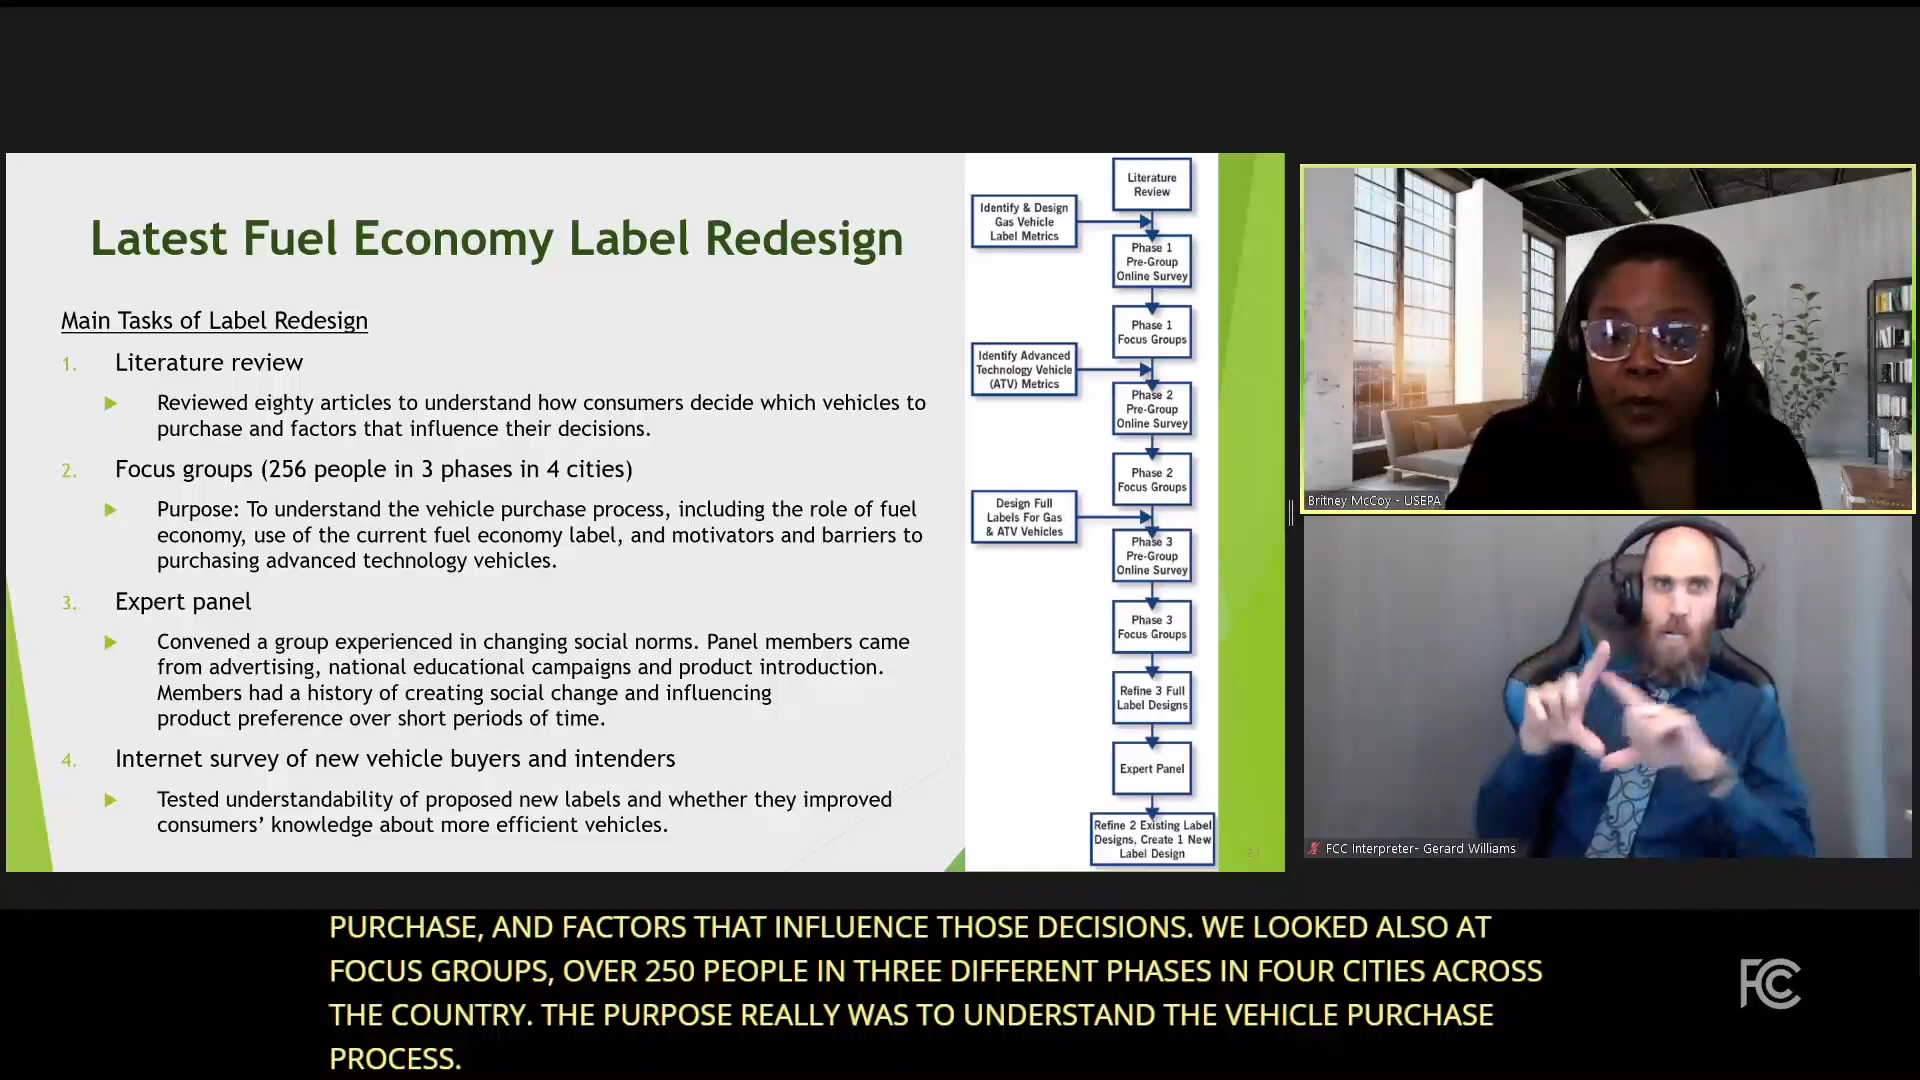 Latest Fuel Economy Label Redesign
Main Tasks of Label Redesign
1. Literature review
Reviewed eighty articles to understand how consumers decide which vehicles to
purchase and factors that influence their decisions.
2. Focus groups (256 people in 3 phases in 4 cities)
Purpose: To understand the vehicle purchase process, including the role of fuel
economy, use of the current fuel economy label, and motivators and barriers to
purchasing advanced technology vehicles.
3. Expert panel
Convened a group experienced in changing social norms. Panel members came
from advertising, national educational campaigns and product introduction.
Members had a history of creating social change and influencing
product preference over short periods of time.
4. Internet survey of new vehicle buyers and intenders
Tested understandability of proposed new labels and whether they improved
consumers’ knowledge about more efficient vehicles.
Literature
Review
Identify & Design
Gas Vehicle
Label Metrics
Phase 1
Pre-Group
Online Survey
Phase 1
Focus Groups
Identify Advanced
Technology Vehicle
(ATV) Metrics
Phase 2
Pre-Group
Online Survey
Phase 2
Focus Groups
Design Full
Labels For Gas
& ATV Vehicles
Phase 3
Pre-Group
Online Survey
Phase 3
Focus Groups
Refine 3 Full
Label Designs
Expert Panel
Refine 2 Existing Label
Designs, Create 1 New
Label Design
Britney McCoy - USEPA
FCC Interpreter- Gerard Williams
PURCHASE, AND FACTORS THAT INFLUENCE THOSE DECISIONS. WE LOOKED ALSO AT
FOCUS GROUPS, OVER 250 PEOPLE IN THREE DIFFERENT PHASES IN FOUR CITIES ACROSS
THE COUNTRY. THE PURPOSE REALLY WAS TO UNDERSTAND THE VEHICLE PURCHASE
PROCESS.
FCC